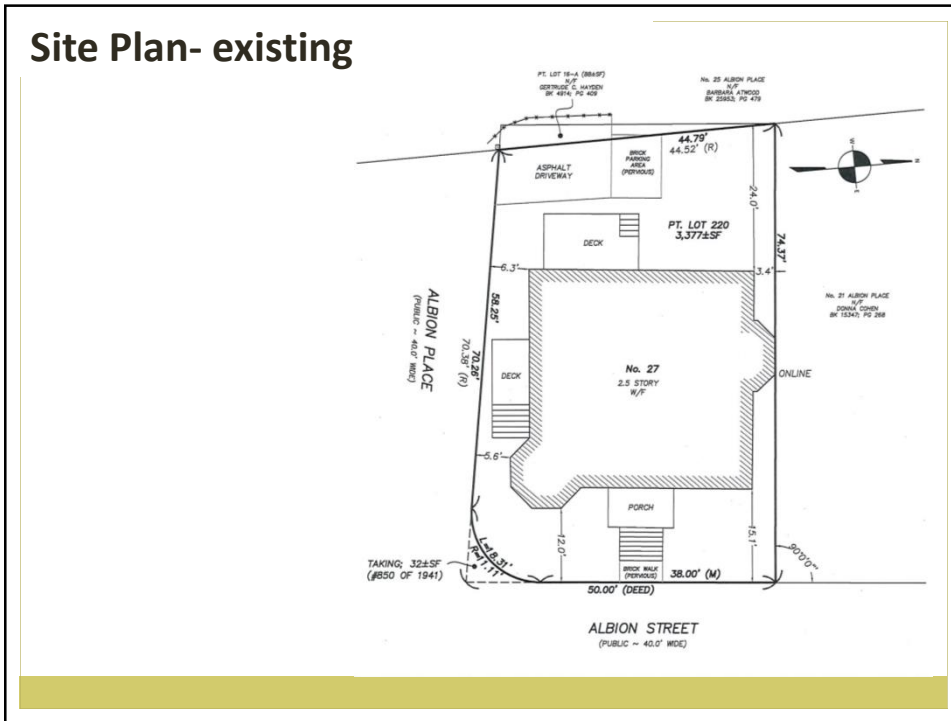 Site Plan- existing
PT. LOT 16-A (88±SF)
N/F
GERTRUDE C. HAYDEN
BK 4914; PG 409
No. 25 ALBION PLACE
N/F
BARBARA ATWOOD
BK 25953; PG 479
44.79'
44.52' (R)
ASPHALT
DRIVEWAY
BRICK
PARKING
AREA
(PERVIOUS)
W
N
E
24.0'
PT. LOT 220
3,377±SF
74.37'
DECK
6.3'
3.4'
58.25'
ALBION PLACE
(PUBLIC ~ 40.0' WIDE)
70.26'
70.38' (R)
No. 21 ALBION PLACE
N/F
DONNA COHEN
BK 15347; PG 268
DECK
No. 27
2.5 STORY
W/F
ONLINE
5.6'
PORCH
12.0'
15.1'
L=18.31'
R=11.11'
90°0'0"
TAKING; 32±SF
(#850 OF 1941)
BRICK WALK
(PERVIOUS)
38.00' (M)
50.00' (DEED)
ALBION STREET
(PUBLIC ~ 40.0' WIDE)